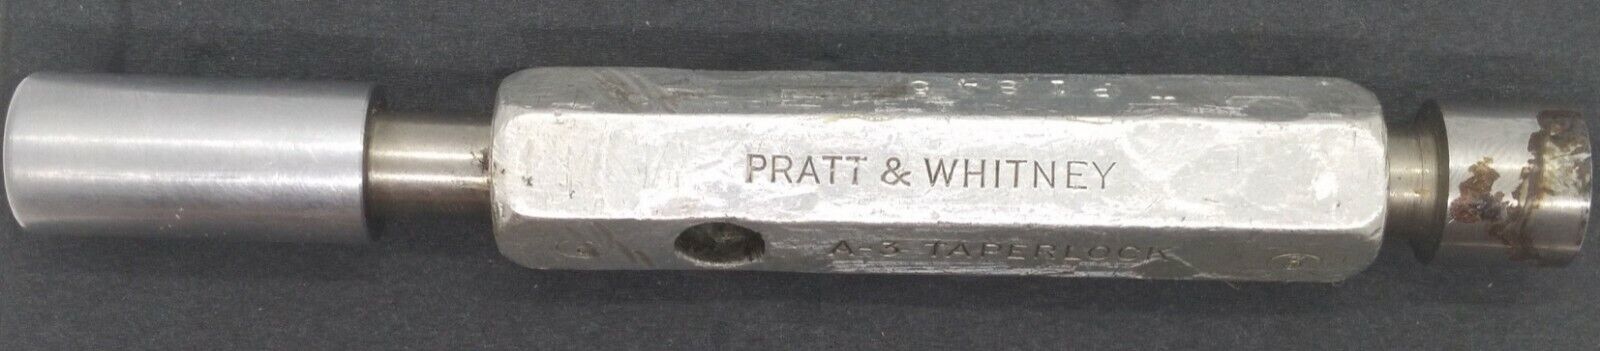 PRATT & WHITNEY
A-3 TAPERLOCK